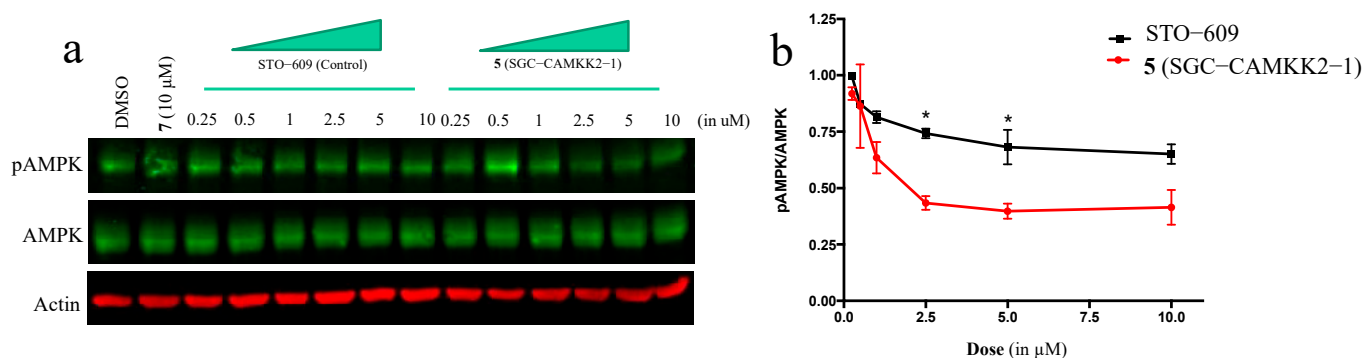 a
STO−609 (Control)
5 (SGC−CAMKK2−1)
DMSO
7 (10 µM)
0.25 0.5 1 2.5 5 10 0.25 0.5 1 2.5 5 10 (in uM)
pAMPK
AMPK
Actin
b
STO−609
5 (SGC−CAMKK2−1)
pAMPK/AMPK
1.25
1.00
0.75
0.50
0.25
0.00
* *
0.0 2.5 5.0 7.5 10.0
Dose (in µM)